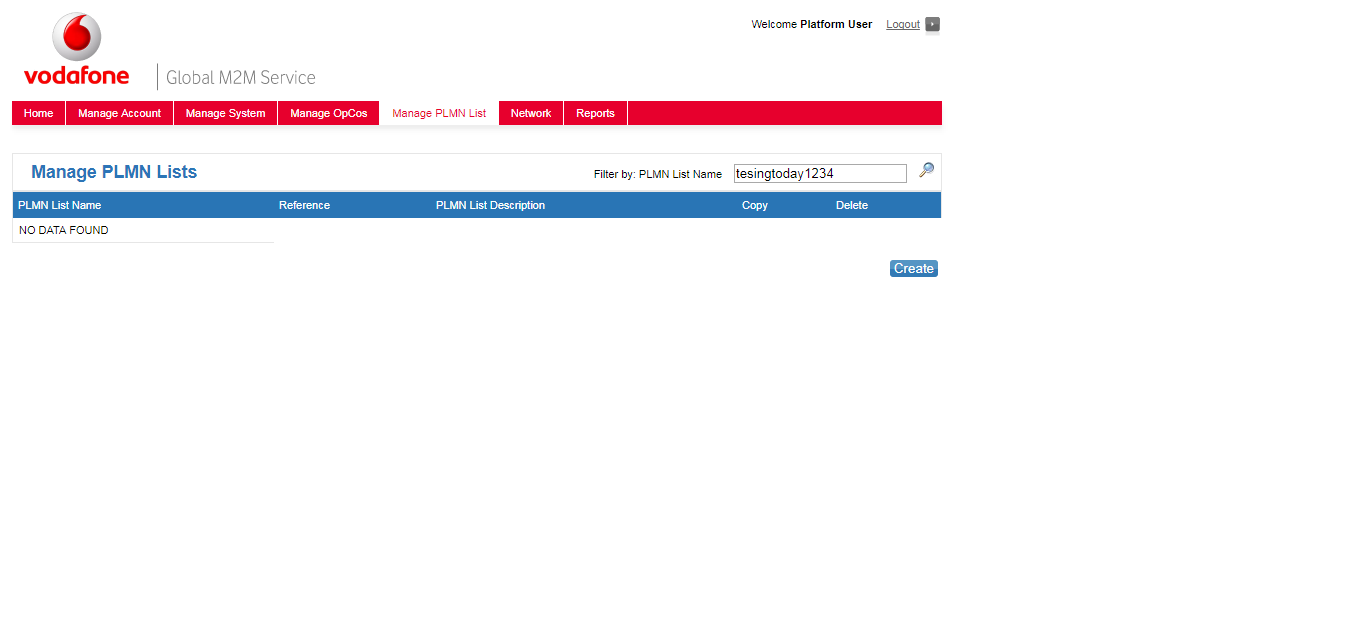 Welcome Platform User Logout
vodafone Global M2M Service
Home Manage Account Manage System Manage OpCos Manage PLMN List Network Reports
Manage PLMN Lists Filter by: PLMN List Name tesingtoday1234
PLMN List Name Reference PLMN List Description Copy Delete
NO DATA FOUND
Create